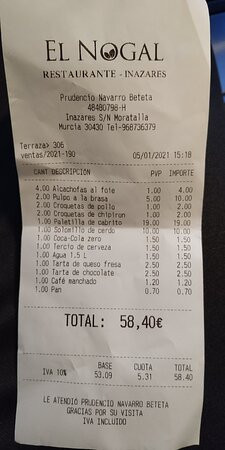 EL NOGAL
RESTAURANTE - INAZARES
Prudencio Navarro Beteta
48480798-H
Inazares S/N Moratalla
Murcia 30430 Tel-968736379
Terraza> 306
ventas/2021-190 05/01/2021 15:18
CANT DESCRIPCIÓN PVP IMPORTE
4.00 Alcachofas al foie 1.00 4.00
2.00 Pulpo a la brasa 5.00 10.00
2.00 Croquetas de pollo 1.00 2.00
2.00 Croquetas de chipirun 1.00 2.00
1.00 Paletilla de cabrito 19.00 19.00
1.00 Solomillo de cerdo 10.00 10.00
1.00 Coca-Cola zero 1.50 1.50
1.00 Tercio de cerveza 1.50 1.50
1.00 Agua 1,5 L 1.50 1.50
1.00 Tarta de queso fresa 2.50 2.50
1.00 Tarta de chocolate 2.50 2.50
1.00 Café manchado 1.20 1.20
1.00 Pan 0.70 0.70
TOTAL: 58,40€
BASE CUOTA TOTAL
IVA 10% 53.09 5.31 58.40
LE ATENDIÓ PRUDENCIO NAVARRO BETETA
GRACIAS POR SU VISITA
IVA INCLUIDO